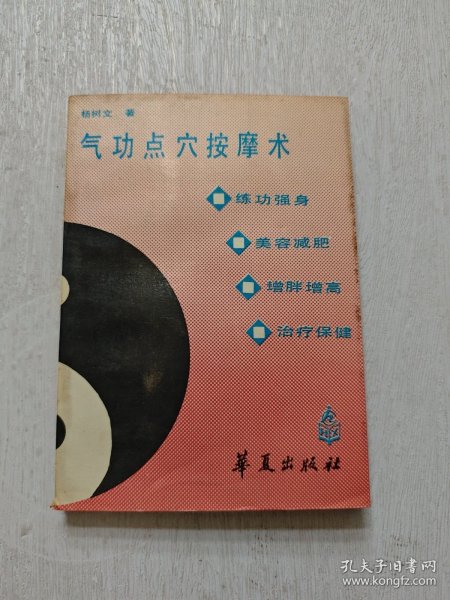 杨树文 著
气功点穴按摩术
练功强身
美容减肥
增胖增高
治疗保健
华夏出版社
孔夫子旧书网
www.kongfz.com